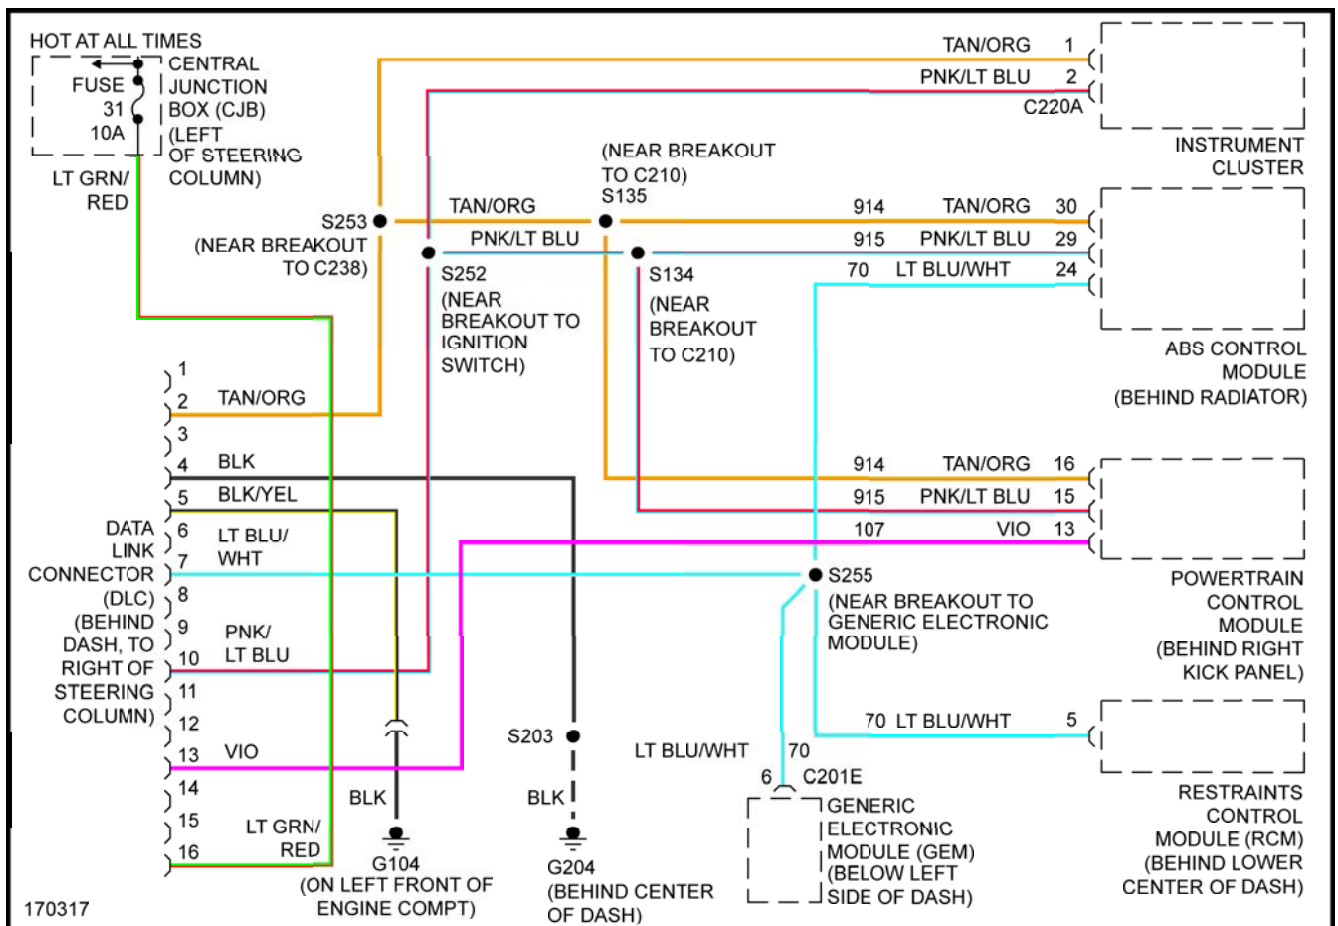 HOT AT ALL TIMES
FUSE
31
10A
CENTRAL
JUNCTION
BOX (CJB)
(LEFT
OF STEERING
COLUMN)
LT GRN/
RED
TAN/ORG 1
PNK/LT BLU 2
C220A
INSTRUMENT
CLUSTER
(NEAR BREAKOUT
TO C210)
S135
S253
(NEAR BREAKOUT
TO C238)
TAN/ORG
PNK/LT BLU
S252
(NEAR
BREAKOUT TO
IGNITION
SWITCH)
S134
(NEAR
BREAKOUT
TO C210)
914 TAN/ORG 30
915 PNK/LT BLU 29
70 LT BLU/WHT 24
ABS CONTROL
MODULE
(BEHIND RADIATOR)
1
2 TAN/ORG
3
4 BLK
5 BLK/YEL
6 LT BLU/
7 WHT
8
9
10 PNK/
LT BLU
11
12
13 VIO
14
15
16 LT GRN/
RED
DATA
LINK
CONNECTOR
(DLC)
(BEHIND
DASH, TO
RIGHT OF
STEERING
COLUMN)
914 TAN/ORG 16
915 PNK/LT BLU 15
107 VIO 13
POWERTRAIN
CONTROL
MODULE
(BEHIND RIGHT
KICK PANEL)
S255
(NEAR BREAKOUT TO
GENERIC ELECTRONIC
MODULE)
70 LT BLU/WHT 5
RESTRAINTS
CONTROL
MODULE (RCM)
(BEHIND LOWER
CENTER OF DASH)
LT BLU/WHT 70
6 C201E
GENERIC
ELECTRONIC
MODULE (GEM)
(BELOW LEFT
SIDE OF DASH)
S203
BLK
BLK
G104
(ON LEFT FRONT OF
ENGINE COMPT)
G204
(BEHIND CENTER
OF DASH)
170317